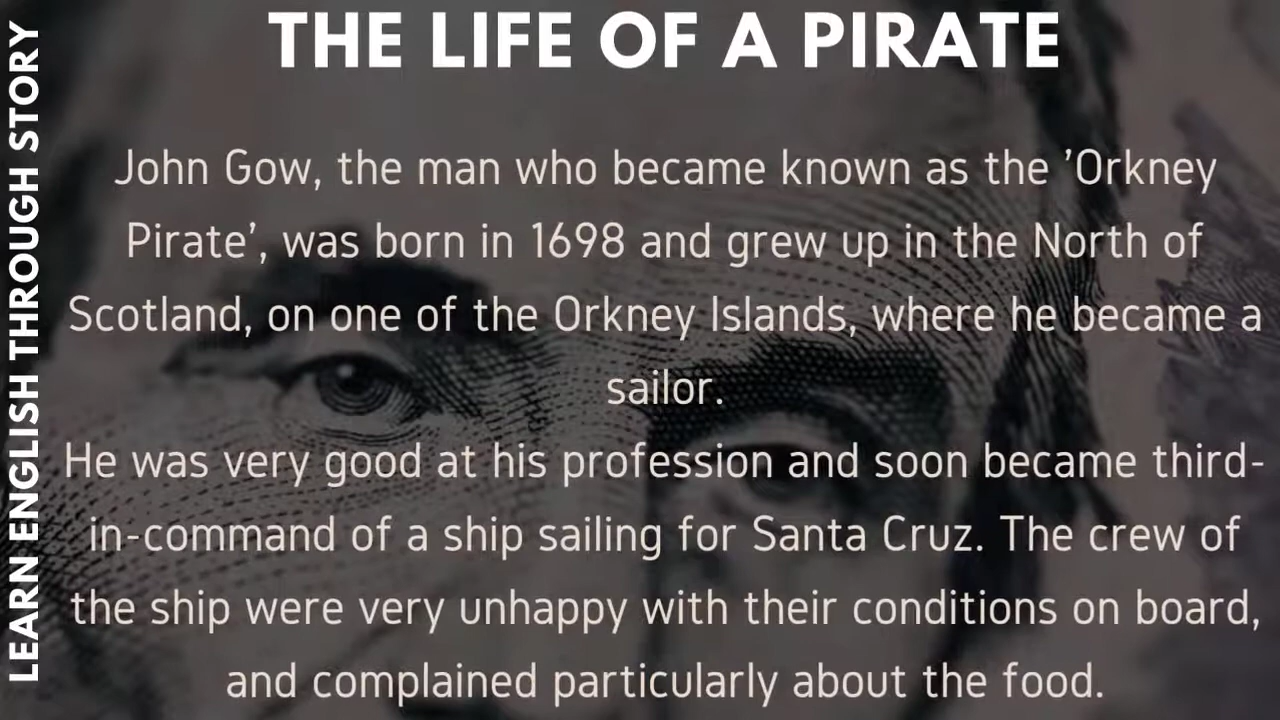 THE LIFE OF A PIRATE
LEARN ENGLISH THROUGH STORY
John Gow, the man who became known as the ’Orkney
Pirate’, was born in 1698 and grew up in the North of
Scotland, on one of the Orkney Islands, where he became a
sailor.
He was very good at his profession and soon became third-
in-command of a ship sailing for Santa Cruz. The crew of
the ship were very unhappy with their conditions on board,
and complained particularly about the food.